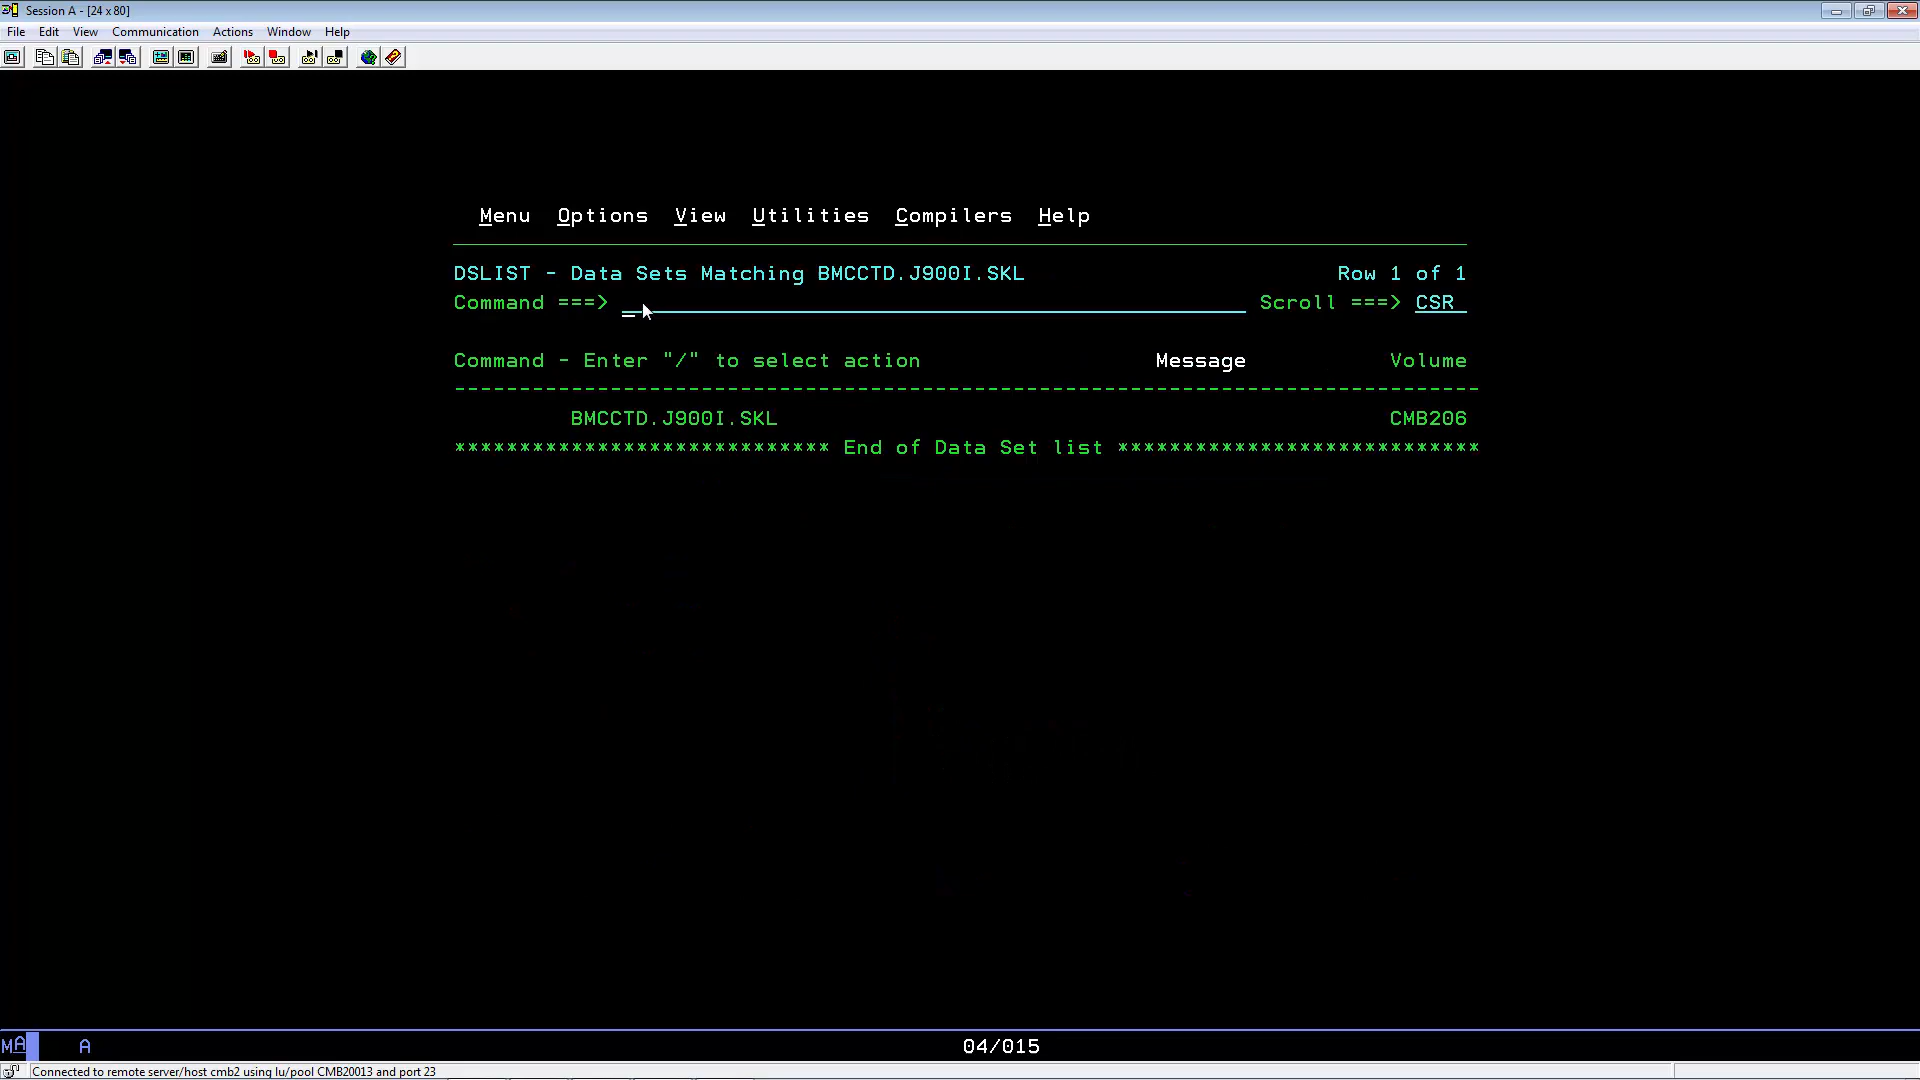 Session A - [24 x 80]
File Edit View Communication Actions Window Help
Menu Options View Utilities Compilers Help
DSLIST - Data Sets Matching BMCCTD.J900I.SKL Row 1 of 1
Command ===> Scroll ===> CSR
Command - Enter "/" to select action Message Volume
-------------------------------------------------------------------------------
BMCCTD.J900I.SKL CMB206
***************************** End of Data Set list ****************************
MA A 04/015
Connected to remote server/host cmb2 using lu/pool CMB20013 and port 23